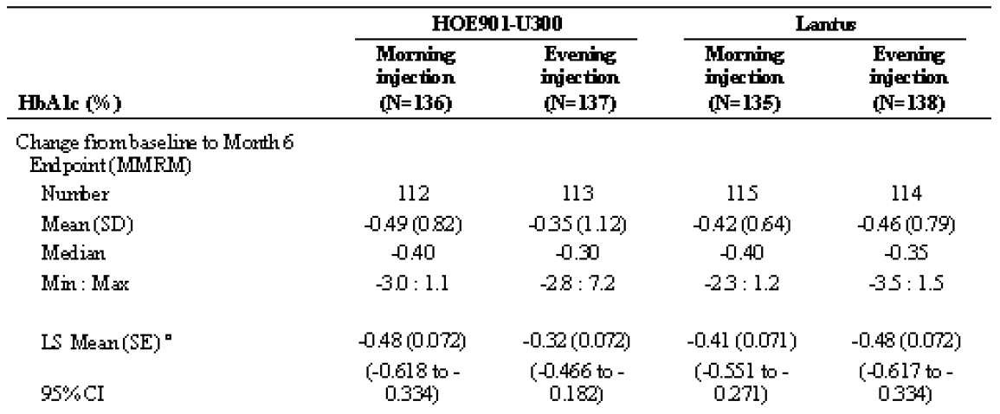 HOE901-U300 Lantus
Morning Evening Morning Evening
injection injection injection injection
HbA1c (%) (N=136) (N=137) (N=135) (N=138)
Change from baseline to Month 6
Endpoint (MMRM)
Number 112 113 115 114
Mean (SD) -0.49 (0.82) -0.35 (1.12) -0.42 (0.64) -0.46 (0.79)
Median -0.40 -0.30 -0.40 -0.35
Min : Max -3.0 : 1.1 -2.8 : 7.2 -2.3 : 1.2 -3.5 : 1.5
LS Mean (SE) a -0.48 (0.072) -0.32 (0.072) -0.41 (0.071) -0.48 (0.072)
(-0.618 to - (-0.466 to - (-0.551 to - (-0.617 to -
95% CI 0.334) 0.182) 0.271) 0.334)